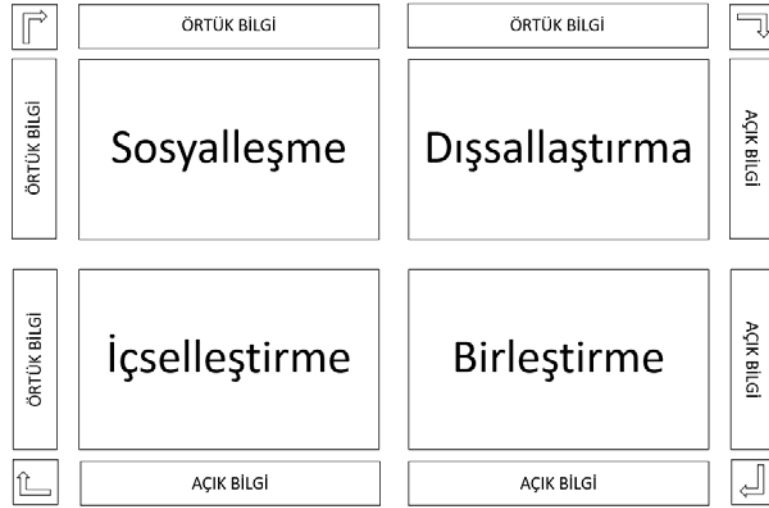 ÖRTÜK BİLGİ
ÖRTÜK BİLGİ
ÖRTÜK BİLGİ
Sosyalleşme
Dışsallaştırma
AÇIK BİLGİ
ÖRTÜK BİLGİ
İçselleştirme
Birleştirme
AÇIK BİLGİ
AÇIK BİLGİ
AÇIK BİLGİ